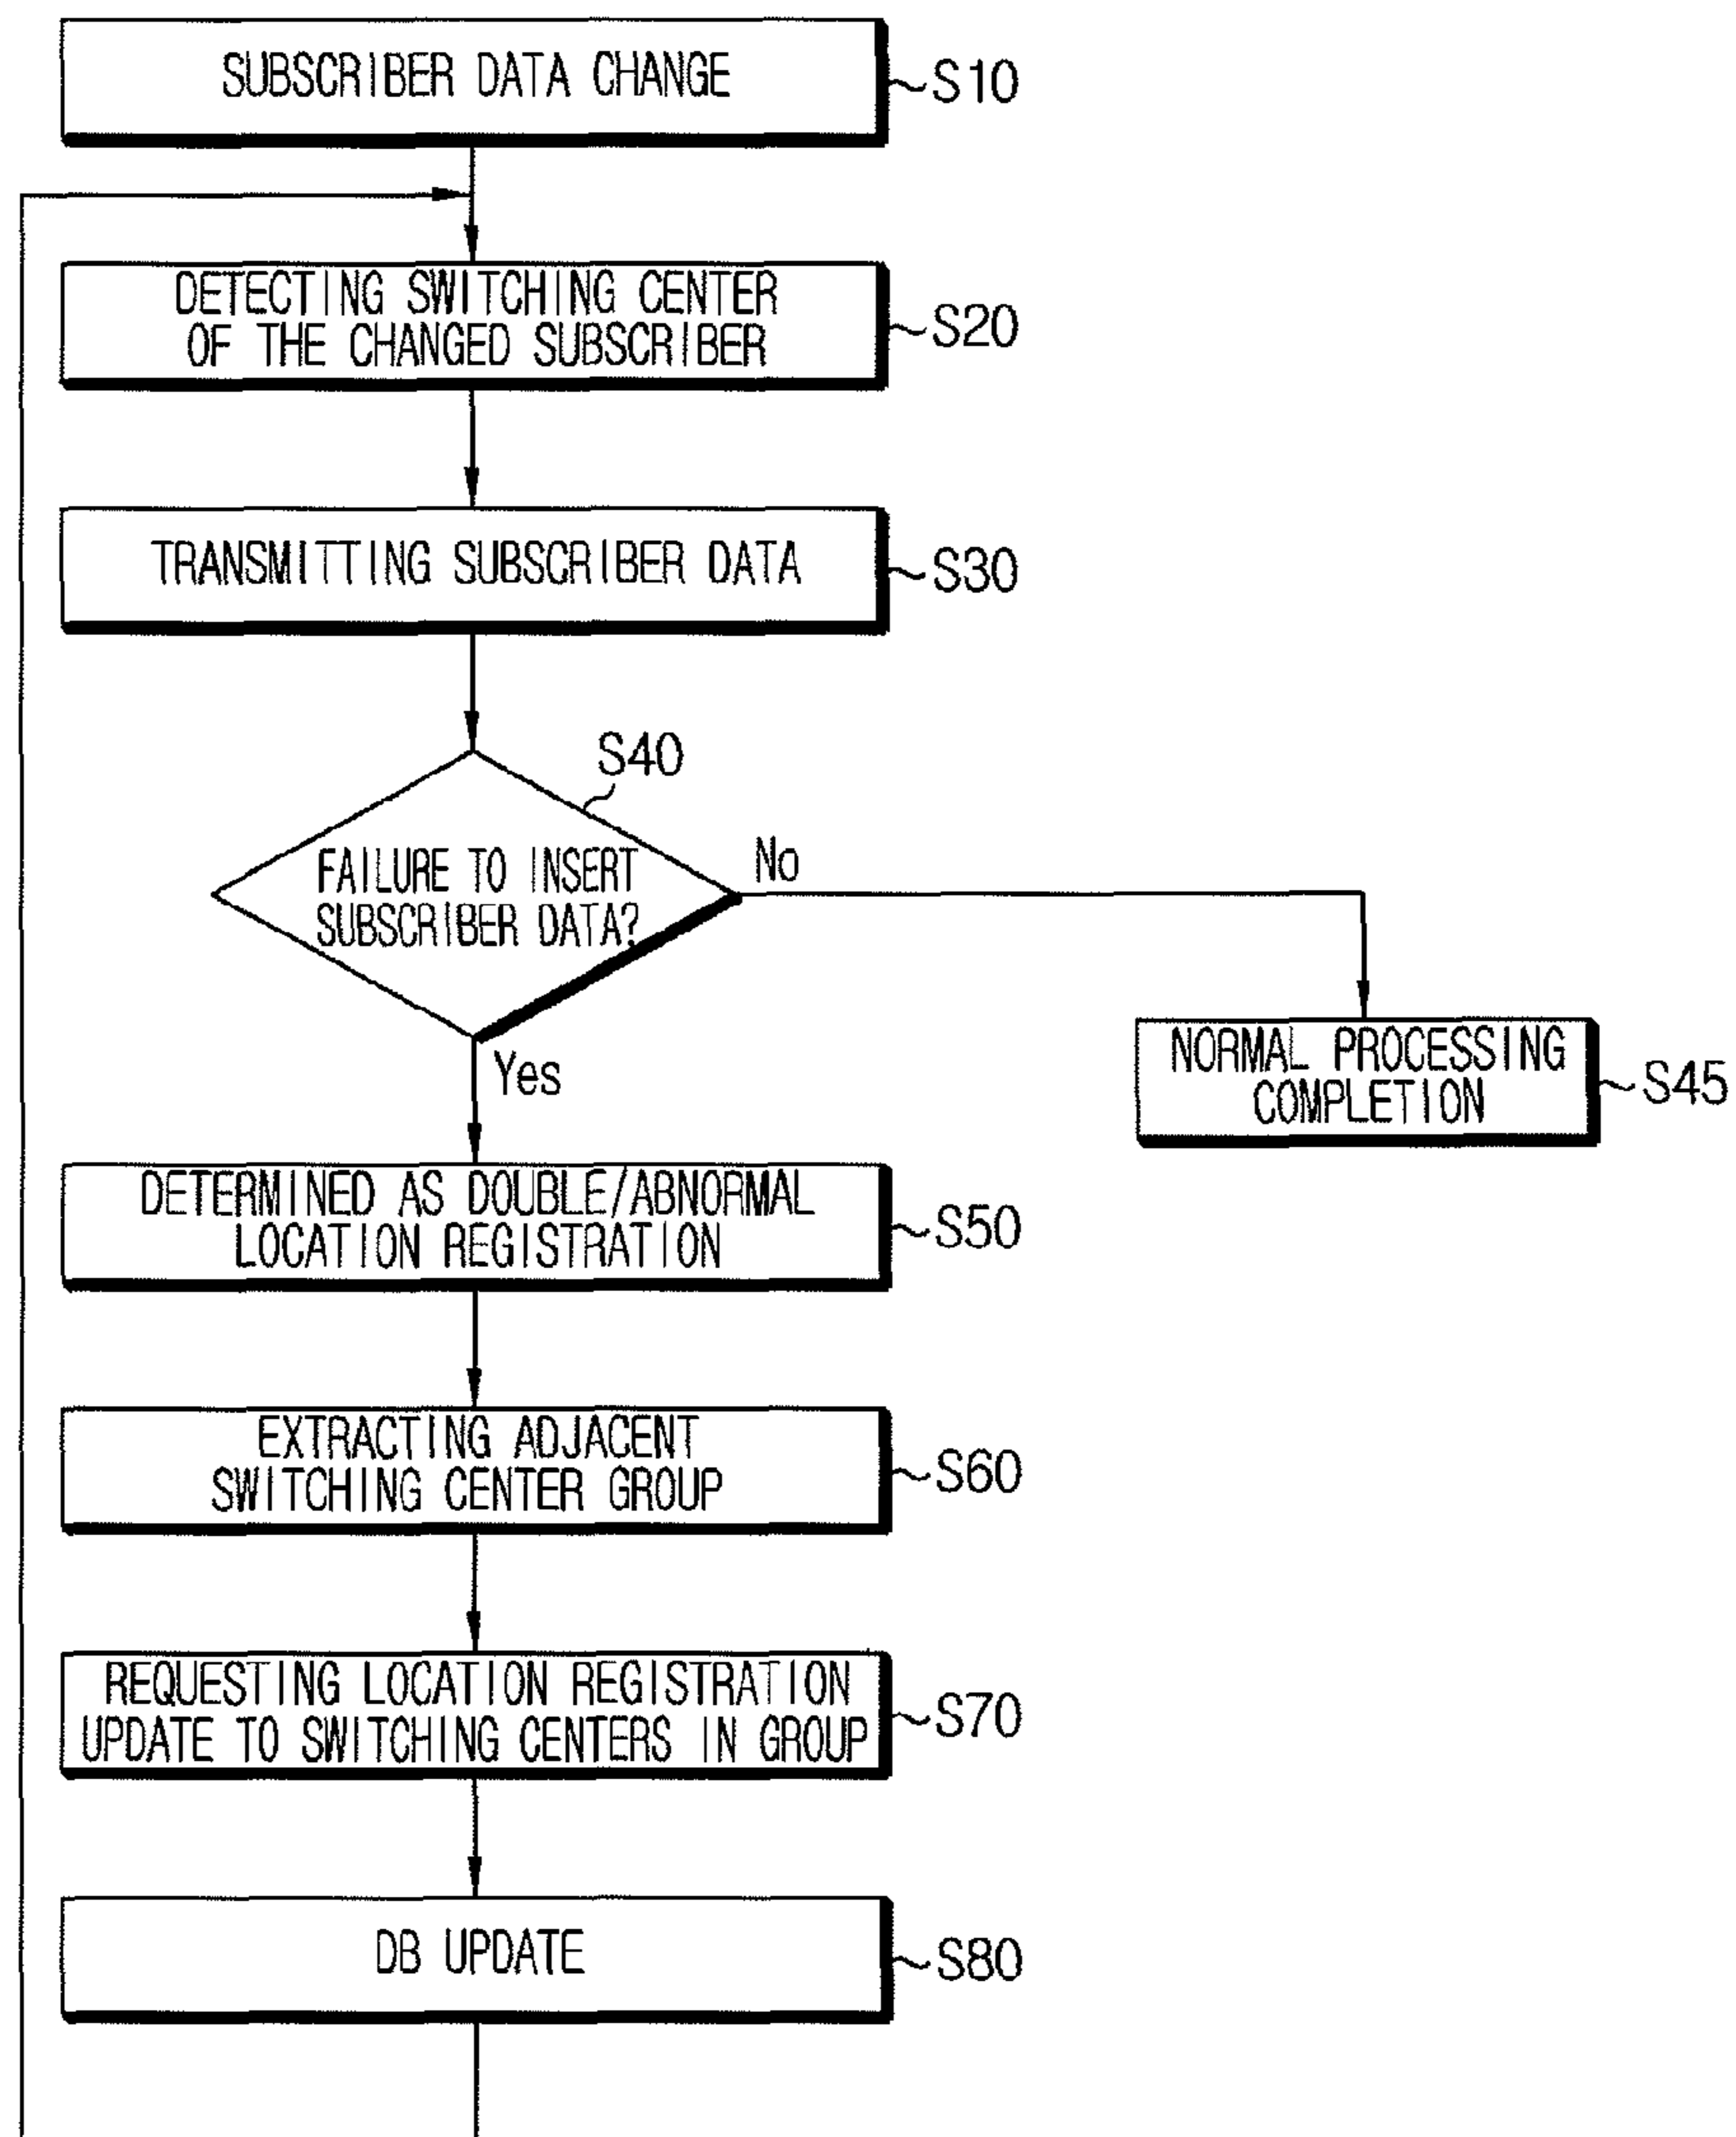 SUBSCRIBER DATA CHANGE
S10
DETECTING SWITCHING CENTER
OF THE CHANGED SUBSCRIBER
S20
TRANSMITTING SUBSCRIBER DATA
S30
S40
FAILURE TO INSERT
SUBSCRIBER DATA?
No
Yes
NORMAL PROCESSING
COMPLETION
S45
DETERMINED AS DOUBLE/ABNORMAL
LOCATION REGISTRATION
S50
EXTRACTING ADJACENT
SWITCHING CENTER GROUP
S60
REQUESTING LOCATION REGISTRATION
UPDATE TO SWITCHING CENTERS IN GROUP
S70
DB UPDATE
S80